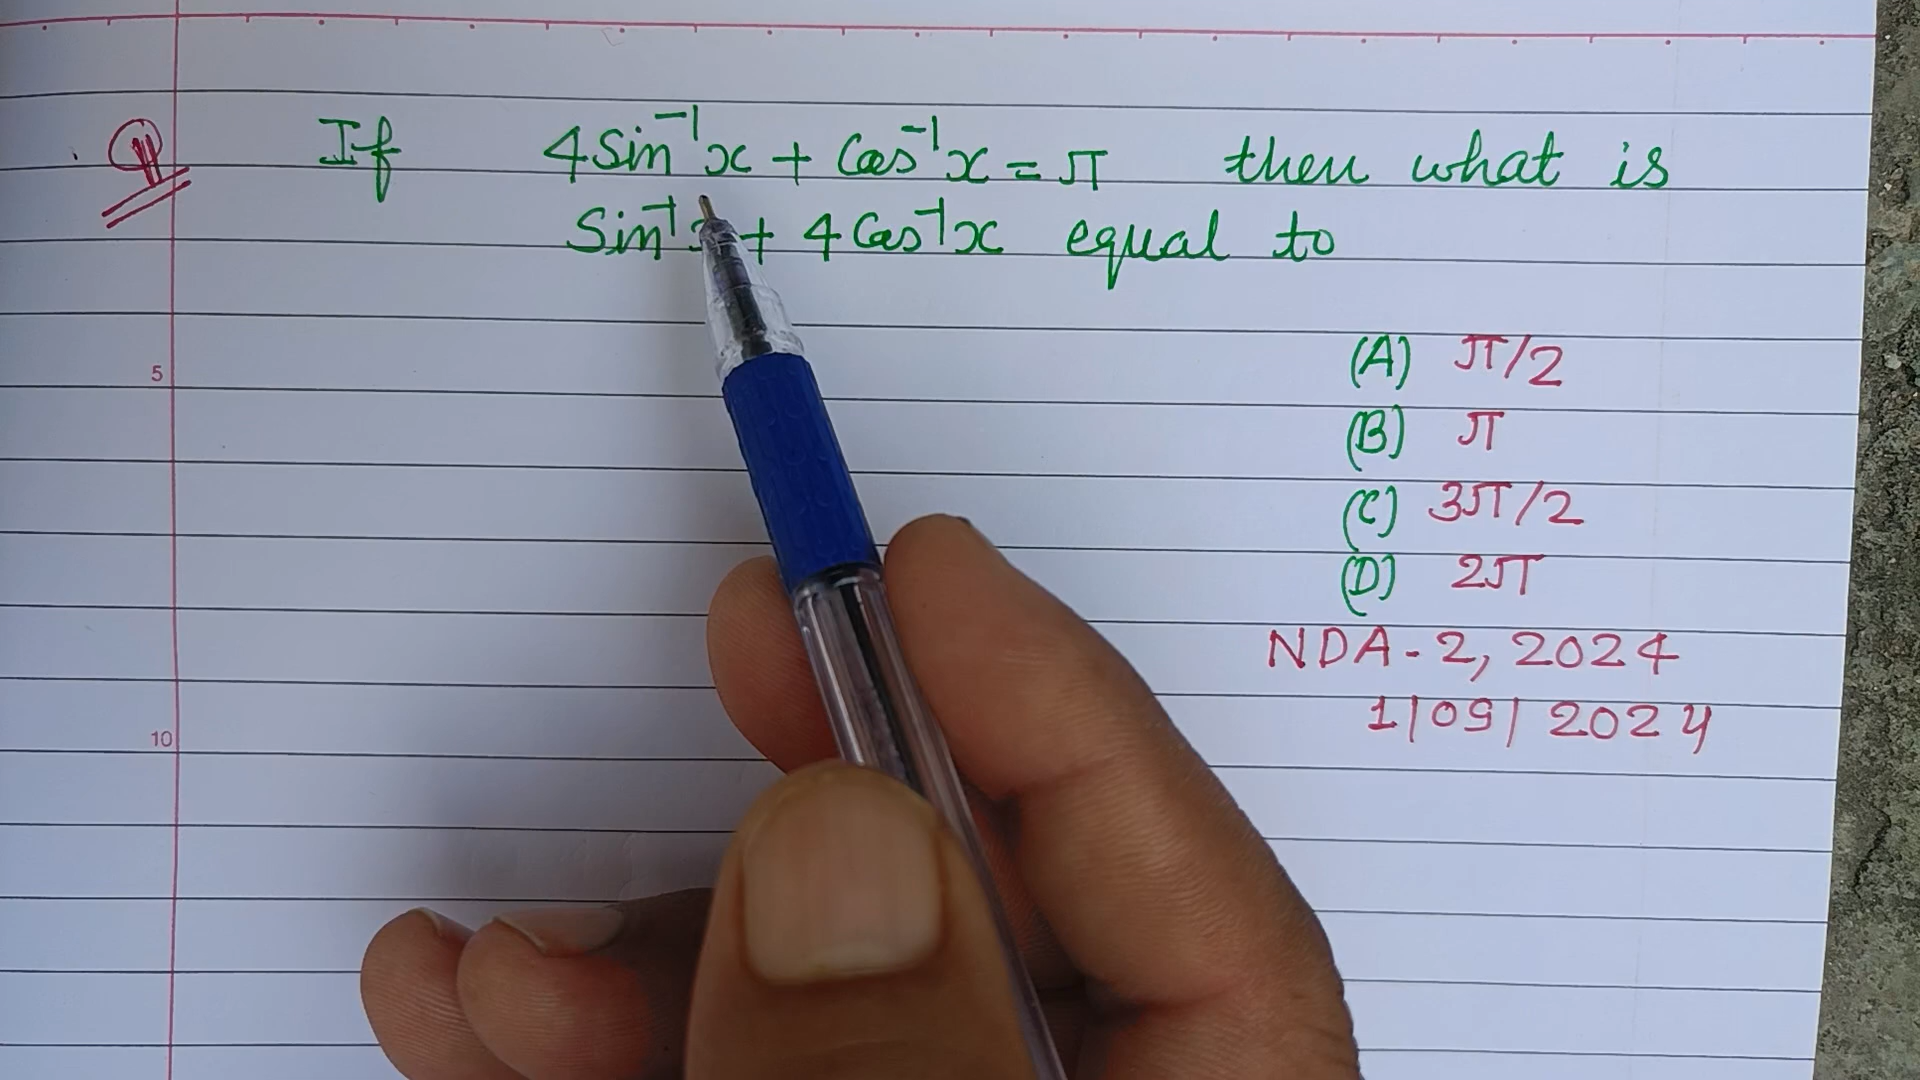 Q
If 4Sin⁻¹x + Cos⁻¹x = π then what is
Sin⁻¹x + 4Cos⁻¹x equal to
(A) π/2
5
(B) π
(C) 3π/2
(D) 2π
NDA-2, 2024
1/09/2024
10